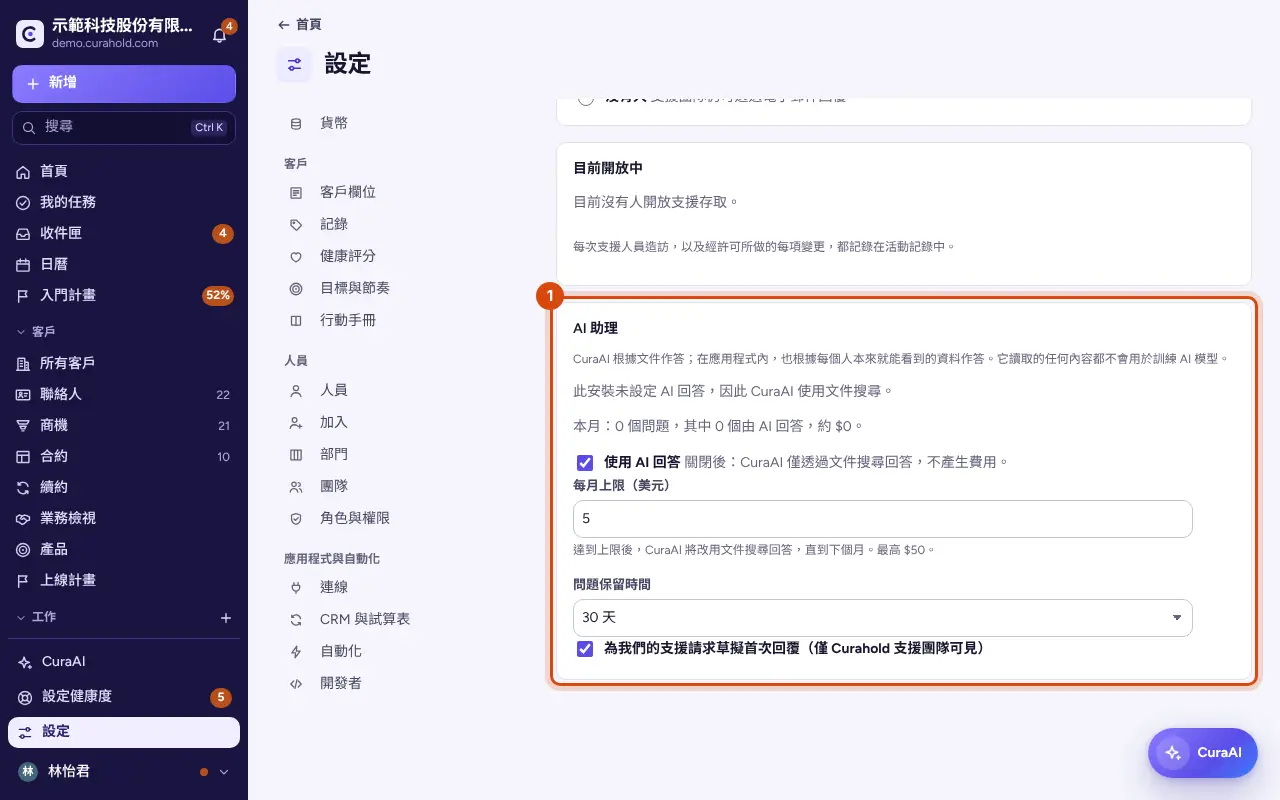 示範科技股份有限...
demo.curahold.com
4
新增
搜尋
Ctrl K
首頁
我的任務
收件匣
4
日曆
入門計畫
52%
客戶
所有客戶
聯絡人
22
商機
21
合約
10
續約
業務檢視
產品
上線計畫
工作
CuraAI
設定健康度
5
設定
林
林怡君
首頁
設定
貨幣
客戶
客戶欄位
記錄
健康評分
目標與節奏
行動手冊
人員
人員
加入
部門
團隊
角色與權限
應用程式與自動化
連線
CRM 與試算表
自動化
開發者
目前開放中
目前沒有人開放支援存取。
每次支援人員造訪，以及經許可所做的每項變更，都記錄在活動記錄中。
1
AI 助理
CuraAI 根據文件作答；在應用程式內，也根據每個人本來就能看到的資料作答。它讀取的任何內容都不會用於訓練 AI 模型。
此安裝未設定 AI 回答，因此 CuraAI 使用文件搜尋。
本月：0 個問題，其中 0 個由 AI 回答，約 $0。
使用 AI 回答 關閉後：CuraAI 僅透過文件搜尋回答，不產生費用。
每月上限（美元）
5
達到上限後，CuraAI 將改用文件搜尋回答，直到下個月。最高 $50。
問題保留時間
30 天
為我們的支援請求草擬首次回覆（僅 Curahold 支援團隊可見）
CuraAI